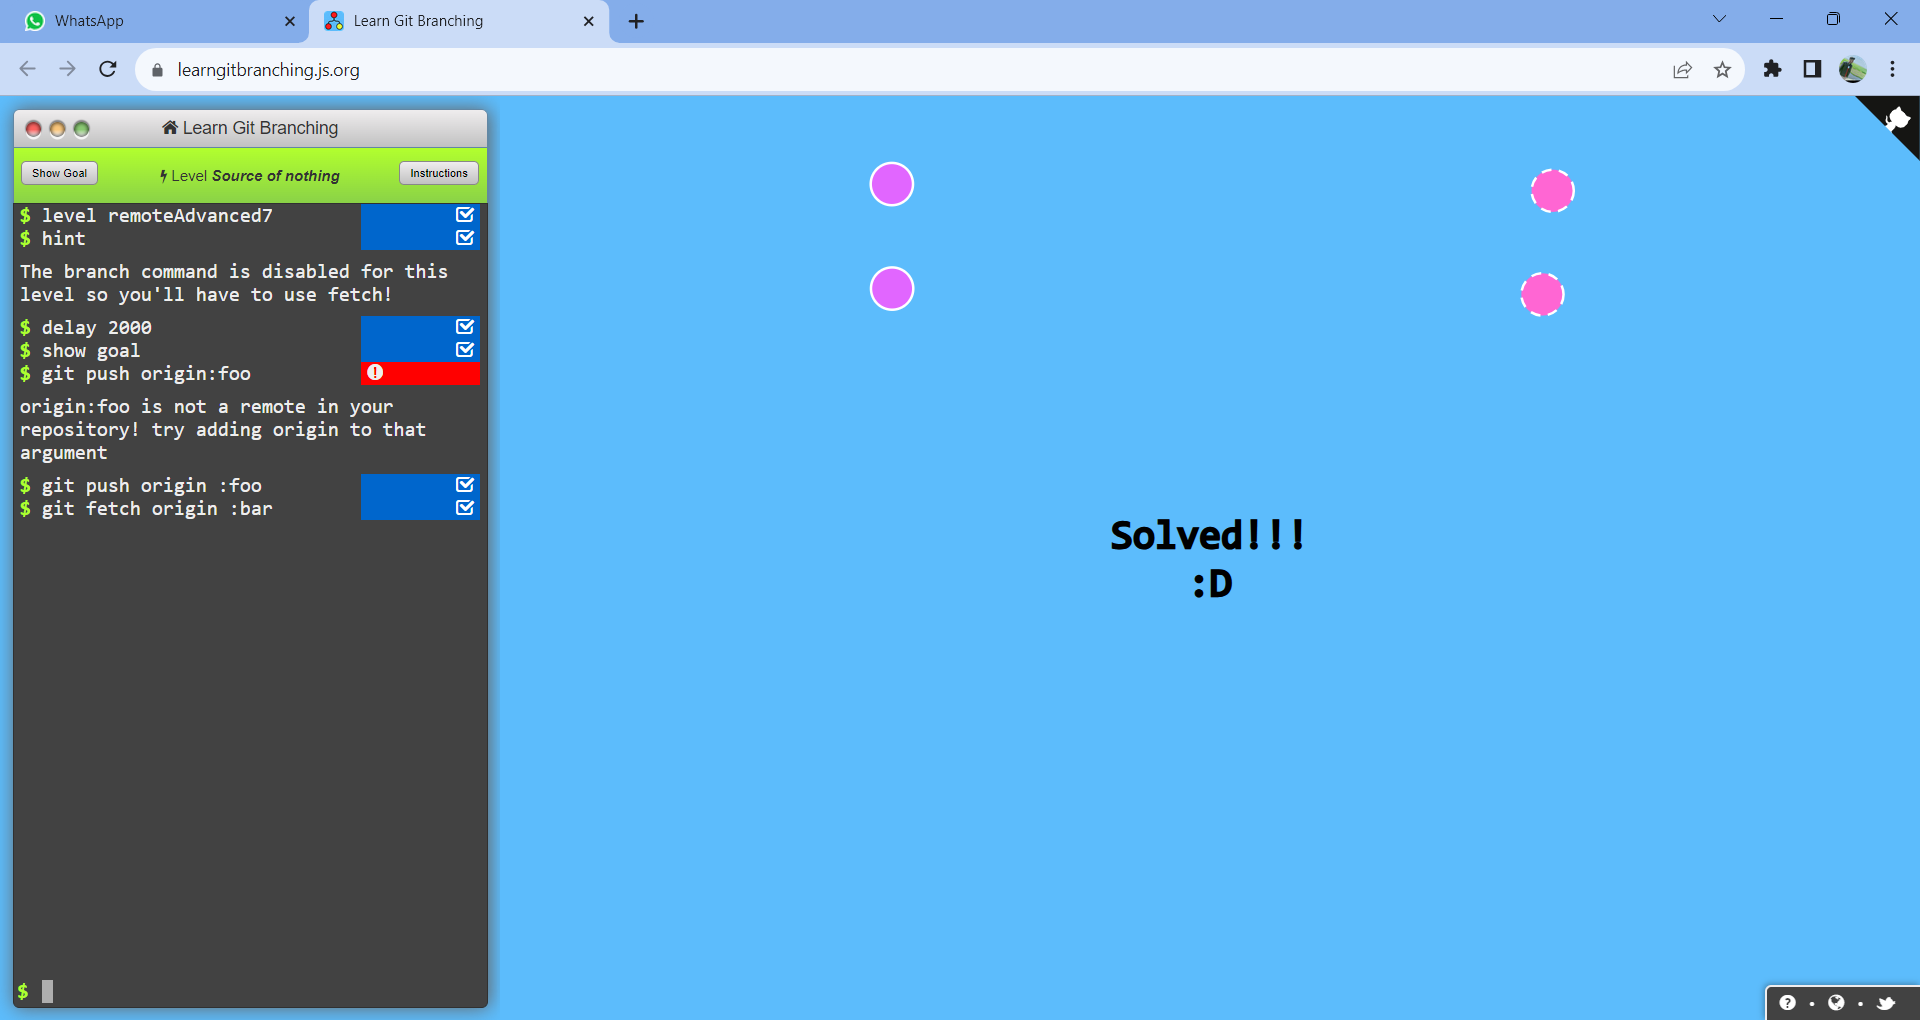 WhatsApp
Learn Git Branching
learngitbranching.js.org
Learn Git Branching
Show Goal
Level Source of nothing
Instructions
$ level remoteAdvanced7
$ hint
The branch command is disabled for this
level so you'll have to use fetch!
$ delay 2000
$ show goal
$ git push origin:foo
origin:foo is not a remote in your
repository! try adding origin to that
argument
$ git push origin :foo
$ git fetch origin :bar
$
Solved!!!
:D